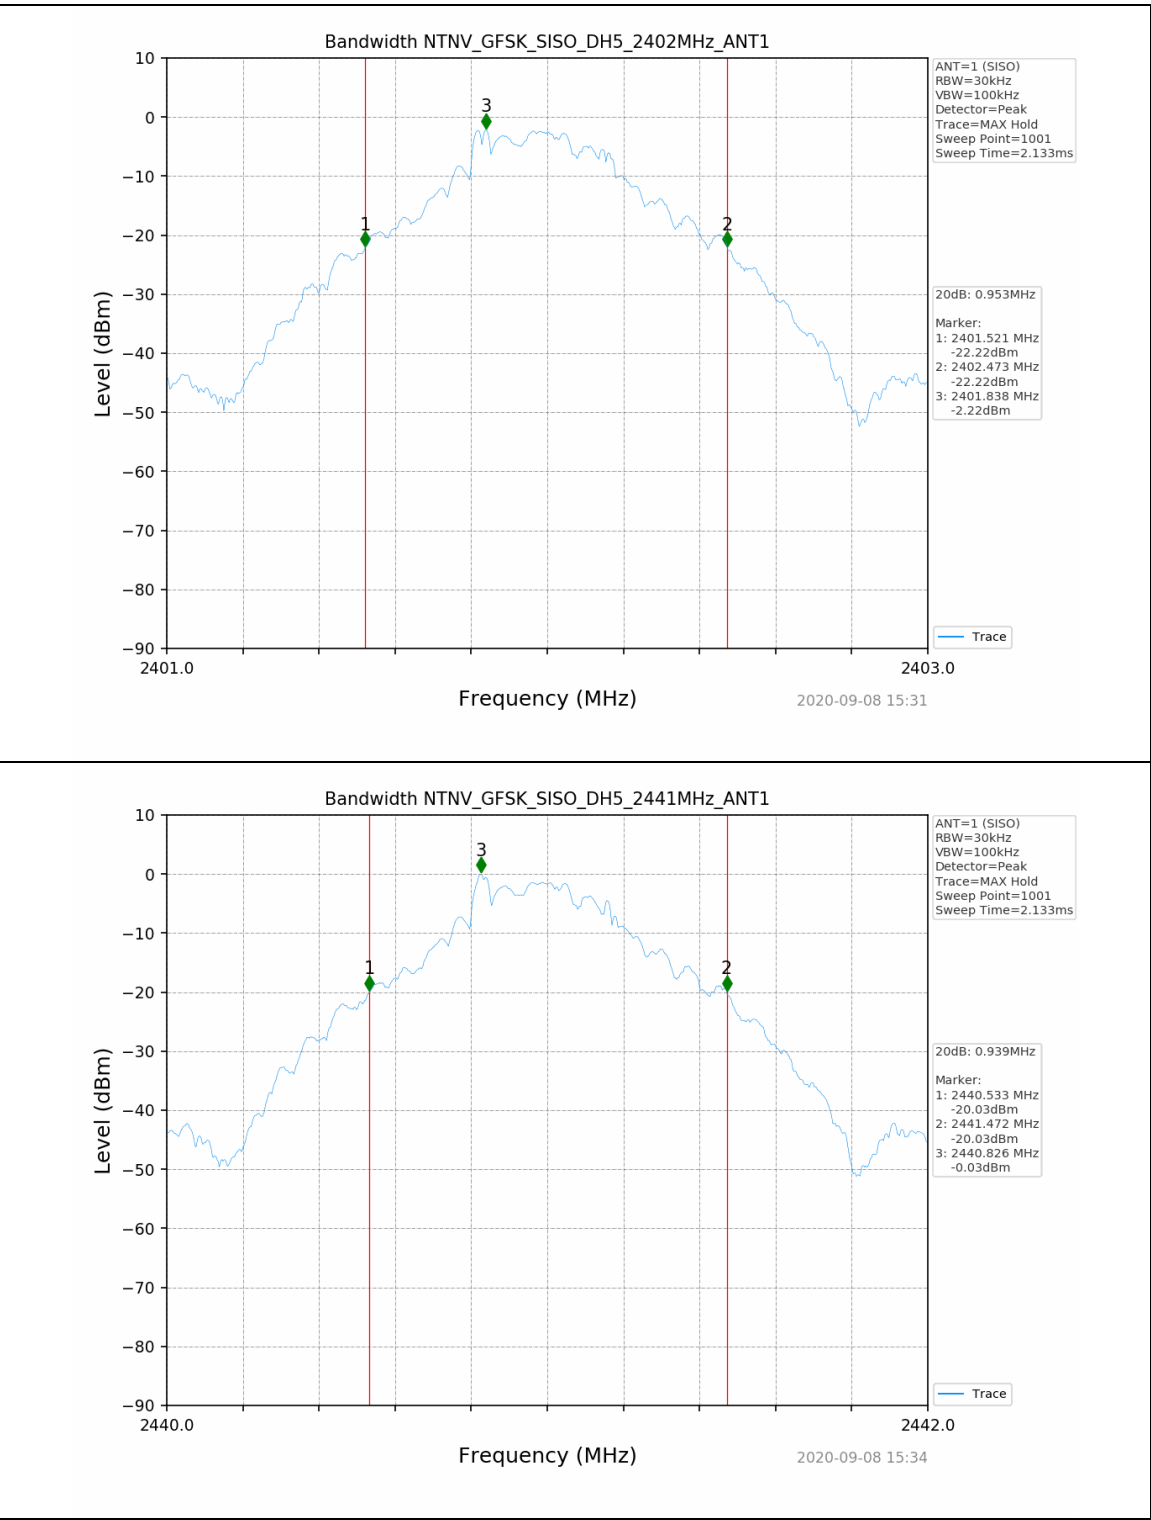 Bandwidth NTNV_GFSK_SISO_DH5_2402MHz_ANT1
10
0
−10
−20
−30
−40
−50
−60
−70
−80
−90
Level (dBm)
1
2
3
2401.0
2403.0
Frequency (MHz)
2020-09-08 15:31
ANT=1 (SISO)
RBW=30kHz
VBW=100kHz
Detector=Peak
Trace=MAX Hold
Sweep Point=1001
Sweep Time=2.133ms
20dB: 0.953MHz
Marker:
1: 2401.521 MHz
-22.22dBm
2: 2402.473 MHz
-22.22dBm
3: 2401.838 MHz
-2.22dBm
Trace
Bandwidth NTNV_GFSK_SISO_DH5_2441MHz_ANT1
10
0
−10
−20
−30
−40
−50
−60
−70
−80
−90
Level (dBm)
1
2
3
2440.0
2442.0
Frequency (MHz)
2020-09-08 15:34
ANT=1 (SISO)
RBW=30kHz
VBW=100kHz
Detector=Peak
Trace=MAX Hold
Sweep Point=1001
Sweep Time=2.133ms
20dB: 0.939MHz
Marker:
1: 2440.533 MHz
-20.03dBm
2: 2441.472 MHz
-20.03dBm
3: 2440.826 MHz
-0.03dBm
Trace